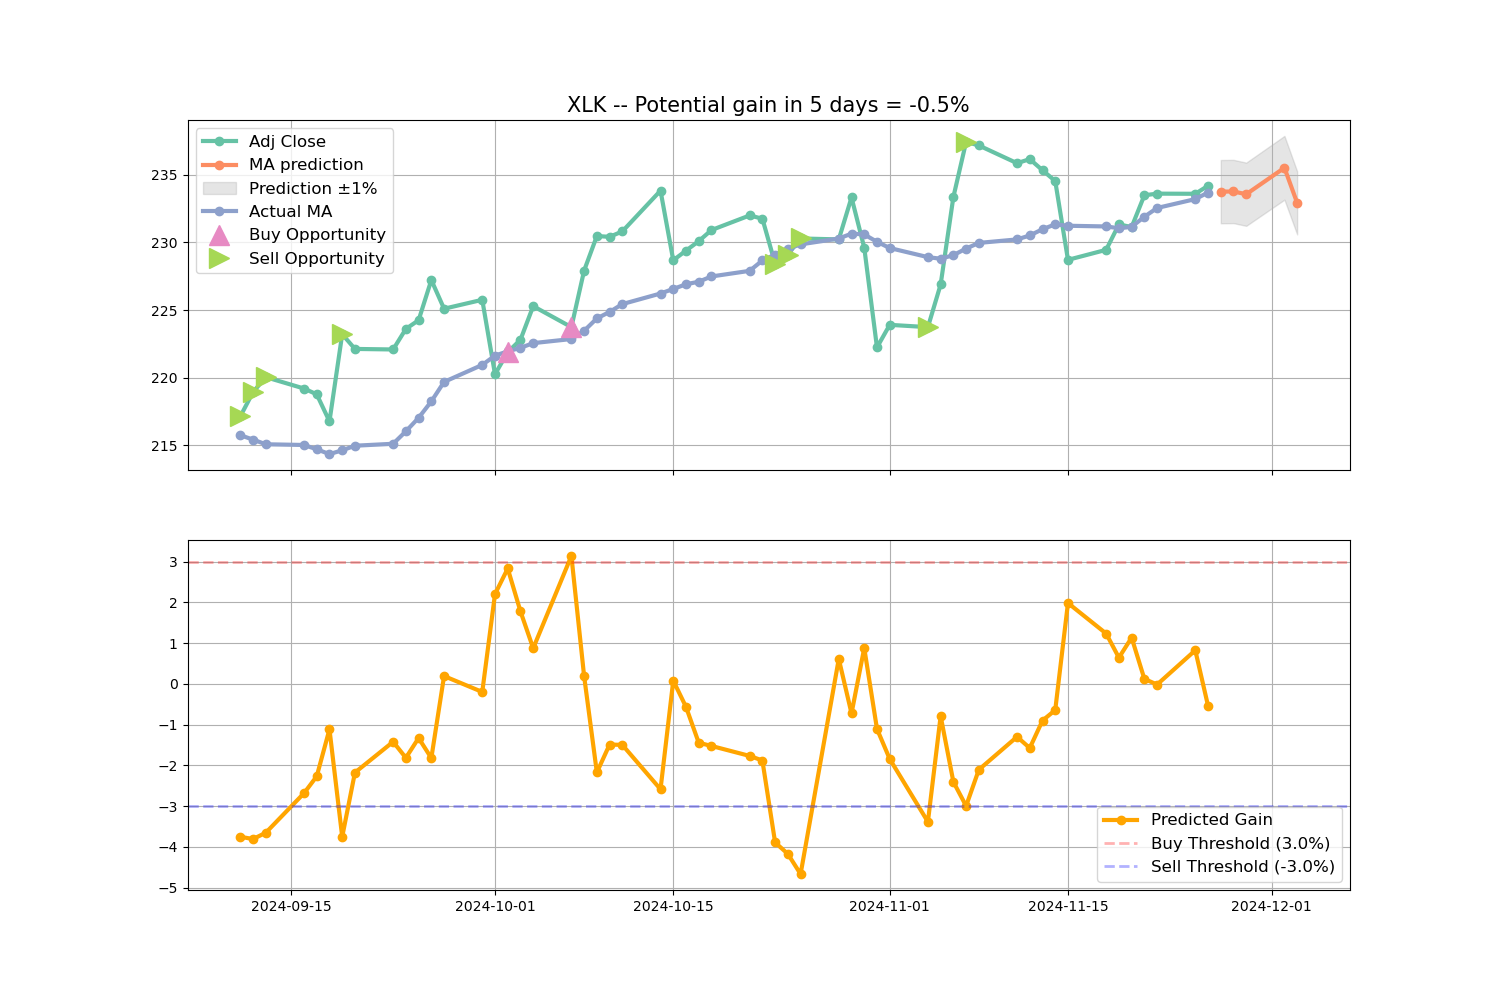 XLK -- Potential gain in 5 days = -0.5%
Adj Close
MA prediction
Prediction ±1%
Actual MA
Buy Opportunity
Sell Opportunity
235
230
225
220
215
3
2
1
0
−1
−2
−3
−4
−5
Predicted Gain
Buy Threshold (3.0%)
Sell Threshold (-3.0%)
2024-09-15
2024-10-01
2024-10-15
2024-11-01
2024-11-15
2024-12-01